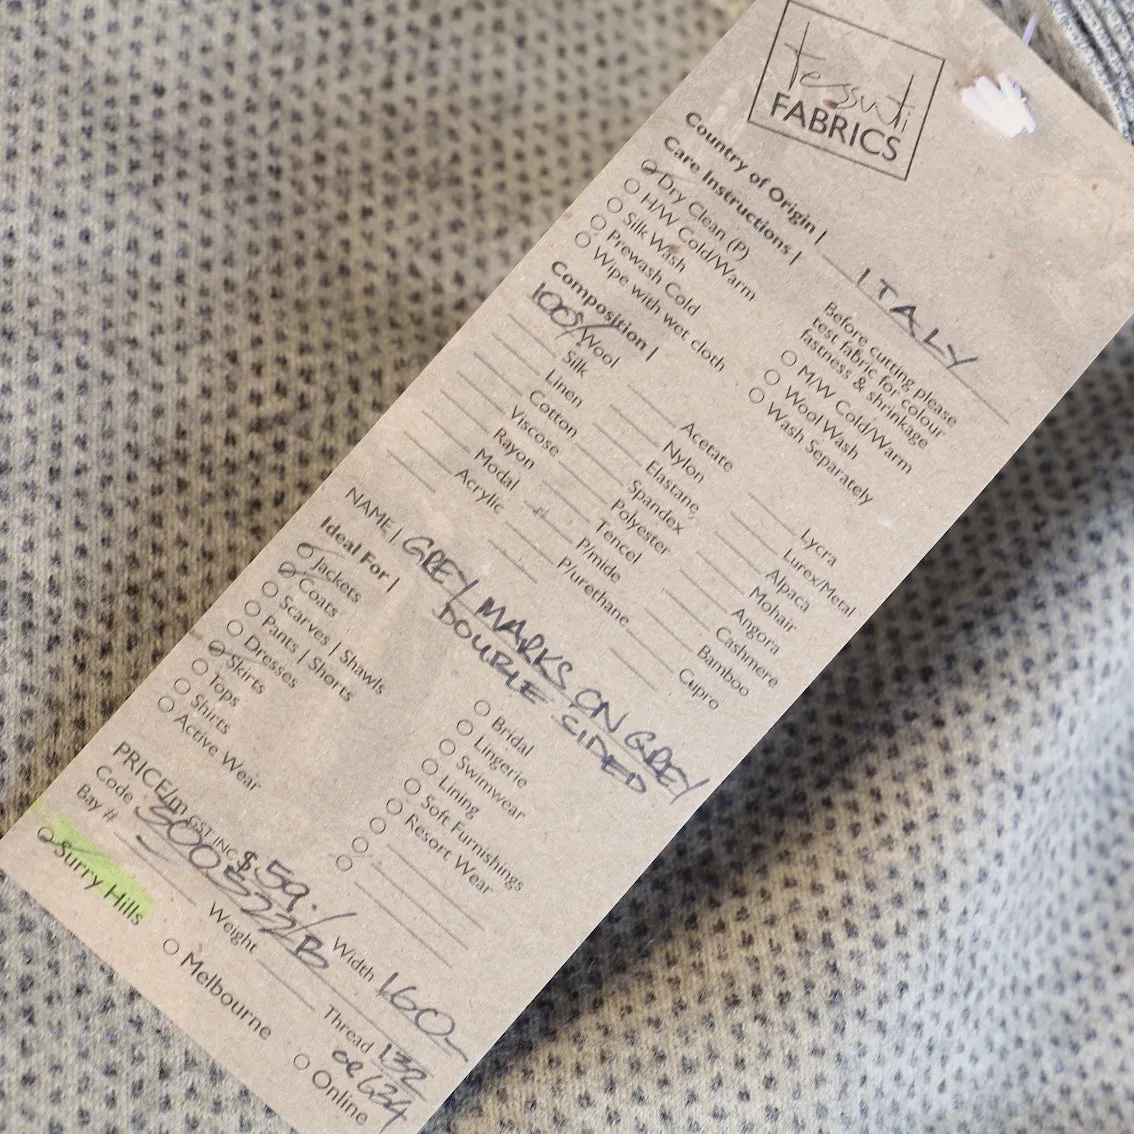 tessuti
FABRICS
Country of Origin | ITALY
Care Instructions |
Dry Clean (P)
H/W Cold/Warm
Silk Wash
Prewash Cold
Wipe with wet cloth
Before cutting please
test fabric for colour
fastness & shrinkage
M/W Cold/Warm
Wool Wash
Wash Separately
Composition |
100% Wool
Silk
Linen
Cotton
Viscose
Rayon
Modal
Acrylic
Acetate
Nylon
Elastane
Spandex
Polyester
Tencel
P/mide
P/urethane
Lycra
Lurex/Metal
Alpaca
Mohair
Angora
Cashmere
Bamboo
Cupro
NAME | GREY MARKS ON GREY
DOUBLE SIDED
Ideal For |
Jackets
Coats
Scarves | Shawls
Pants | Shorts
Dresses
Skirts
Tops
Shirts
Active Wear
Bridal
Lingerie
Swimwear
Lining
Soft Furnishings
Resort Wear
PRICE/m GST INC $59./ Width 1.60
Code 500522B
Bay # Weight Thread 132
or 634
Surry Hills
Melbourne
Online